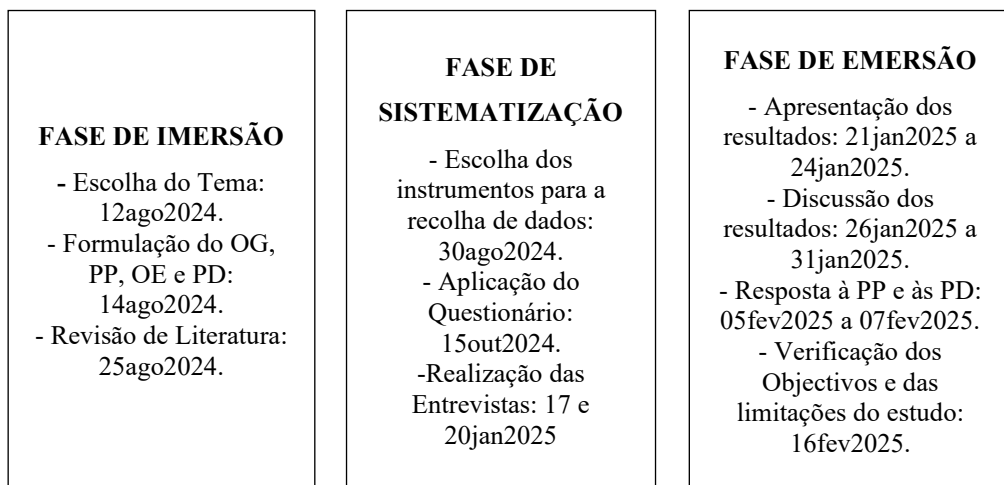 FASE DE IMERSÃO
- Escolha do Tema:
12ago2024.
- Formulação do OG,
PP, OE e PD:
14ago2024.
- Revisão de Literatura:
25ago2024.
FASE DE
SISTEMATIZAÇÃO
- Escolha dos
instrumentos para a
recolha de dados:
30ago2024.
- Aplicação do
Questionário:
15out2024.
-Realização das
Entrevistas: 17 e
20jan2025
FASE DE EMERSÃO
- Apresentação dos
resultados: 21jan2025 a
24jan2025.
- Discussão dos
resultados: 26jan2025 a
31jan2025.
- Resposta à PP e às PD:
05fev2025 a 07fev2025.
- Verificação dos
Objectivos e das
limitações do estudo:
16fev2025.